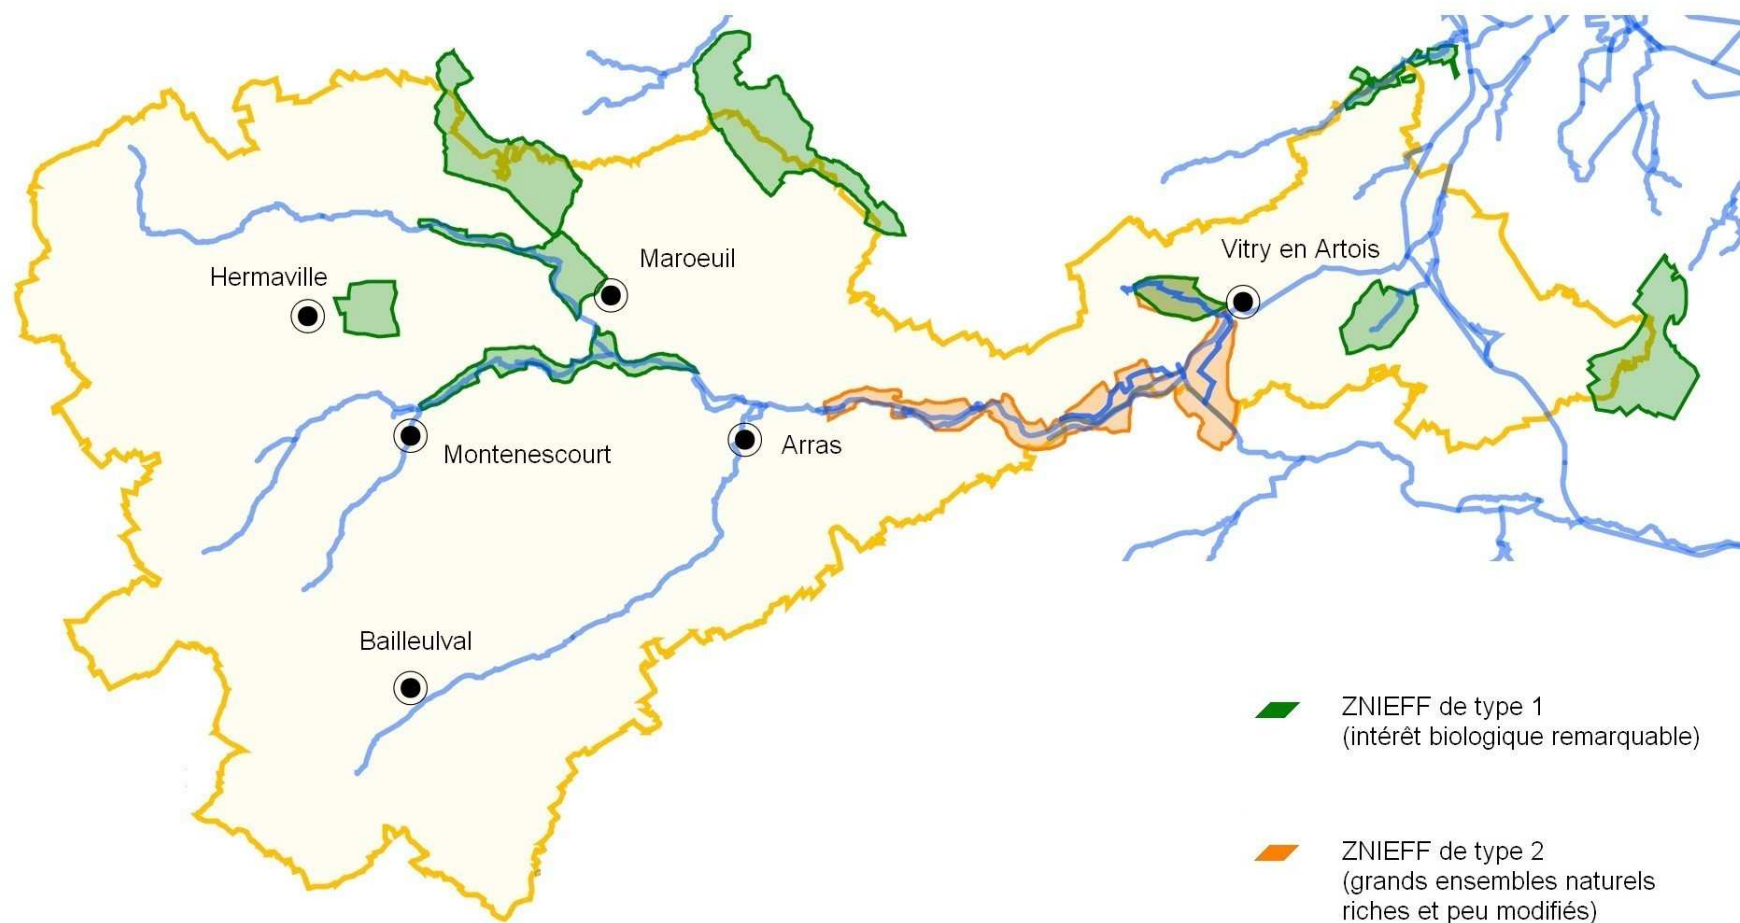 Vitry en Artois
Maroeuil
Hermaville
Arras
Montenescourt
Bailleulval
ZNIEFF de type 1
(intérêt biologique remarquable)
ZNIEFF de type 2
(grands ensembles naturels
riches et peu modifiés)